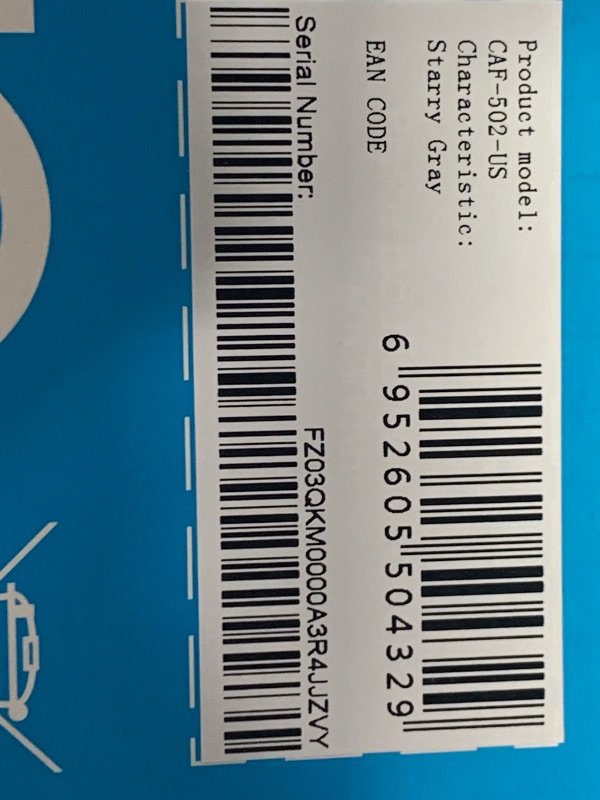 Product model:
CAF-502-US
Characteristic:
Starry Gray
EAN CODE
6 952605 504329
Serial Number:
FZ03QKM0000A3R4JJZVY